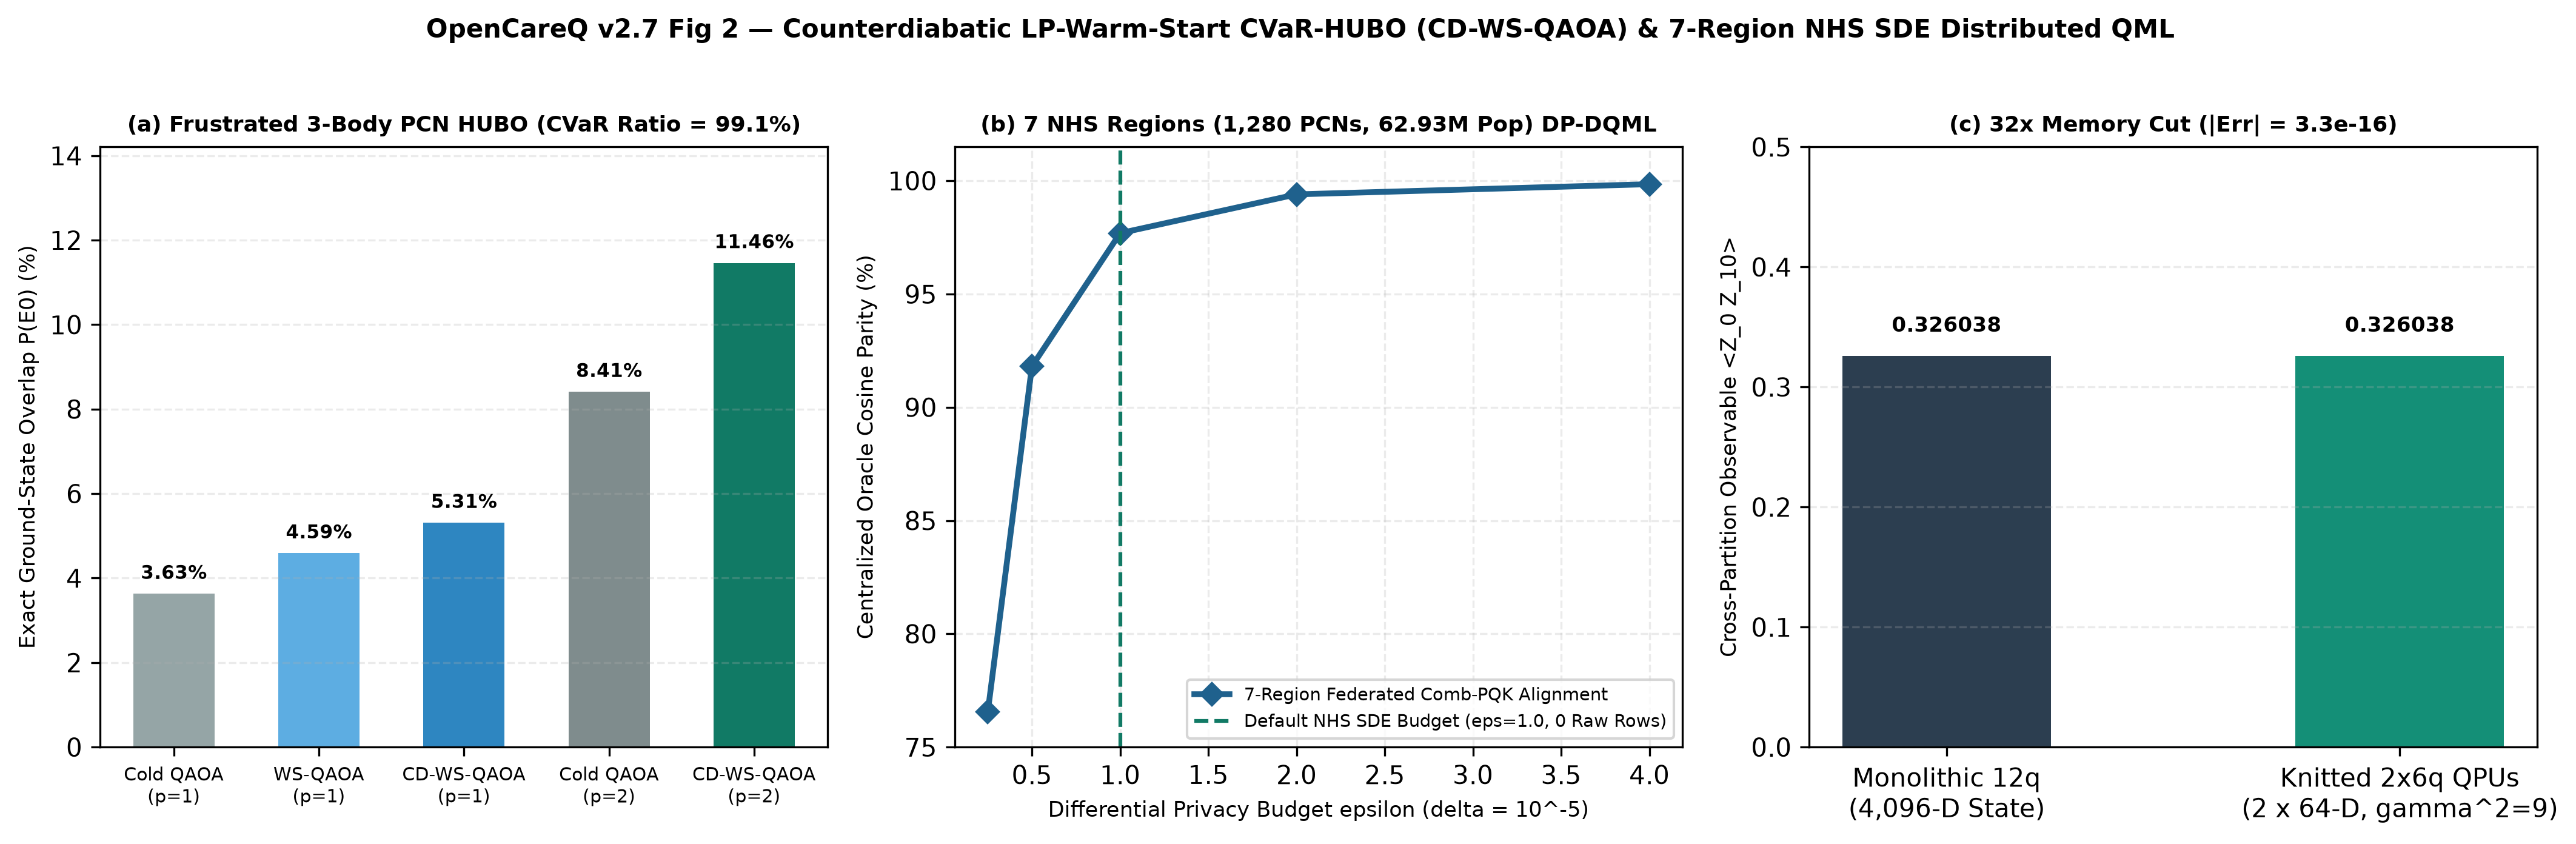 OpenCareQ v2.7 Fig 2 — Counterdiabatic LP-Warm-Start CVaR-HUBO (CD-WS-QAOA) & 7-Region NHS SDE Distributed QML
(a) Frustrated 3-Body PCN HUBO (CVaR Ratio = 99.1%)
Exact Ground-State Overlap P(E0) (%)
14
12
10
8
6
4
2
0
3.63%
4.59%
5.31%
8.41%
11.46%
Cold QAOA
(p=1)
WS-QAOA
(p=1)
CD-WS-QAOA
(p=1)
Cold QAOA
(p=2)
CD-WS-QAOA
(p=2)
(b) 7 NHS Regions (1,280 PCNs, 62.93M Pop) DP-DQML
Centralized Oracle Cosine Parity (%)
100
95
90
85
80
75
7-Region Federated Comb-PQK Alignment
Default NHS SDE Budget (eps=1.0, 0 Raw Rows)
0.5 1.0 1.5 2.0 2.5 3.0 3.5 4.0
Differential Privacy Budget epsilon (delta = 10^-5)
(c) 32x Memory Cut (|Err| = 3.3e-16)
Cross-Partition Observable <Z_0 Z_10>
0.5
0.4
0.3
0.2
0.1
0.0
0.326038
0.326038
Monolithic 12q
(4,096-D State)
Knitted 2x6q QPUs
(2 x 64-D, gamma^2=9)